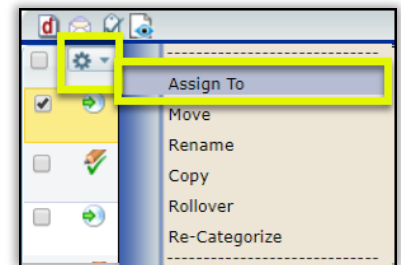 d
Assign To
Move
Rename
Copy
Rollover
Re-Categorize